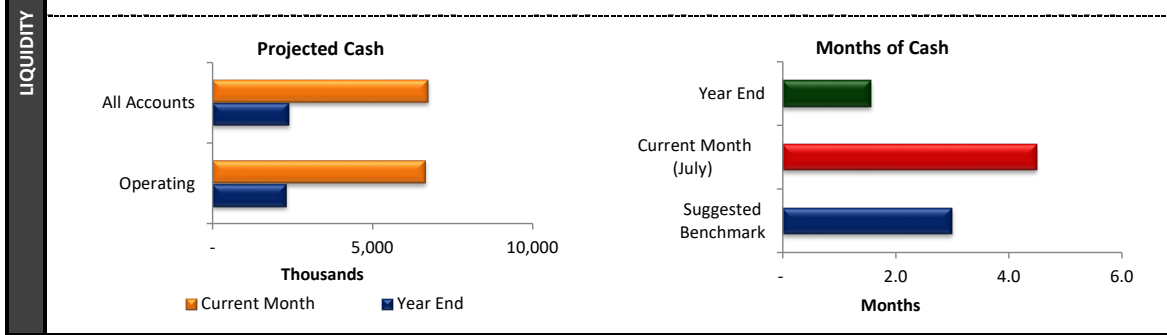 LIQUIDITY
Projected Cash
All Accounts
Operating
-
5,000
10,000
Thousands
Current Month
Year End
Months of Cash
Year End
Current Month
(July)
Suggested
Benchmark
-
2.0
4.0
6.0
Months